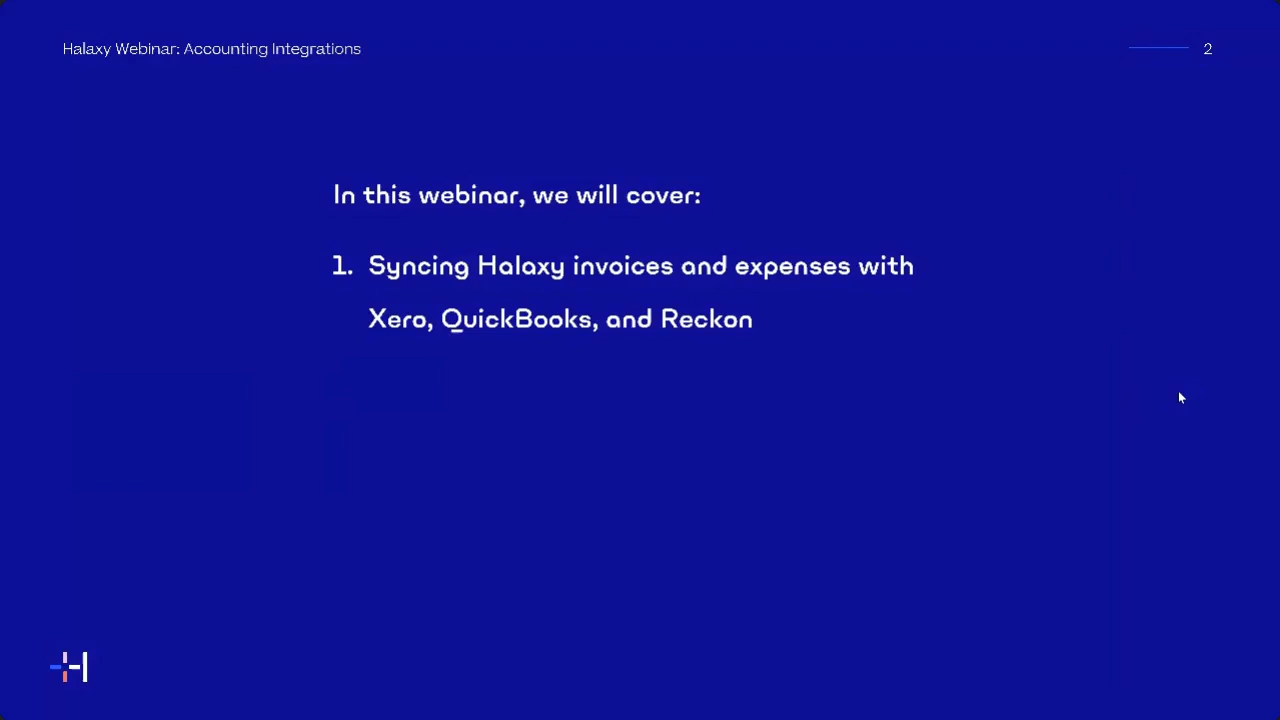 Halaxy Webinar: Accounting Integrations
2
In this webinar, we will cover:
1. Syncing Halaxy invoices and expenses with
Xero, QuickBooks, and Reckon